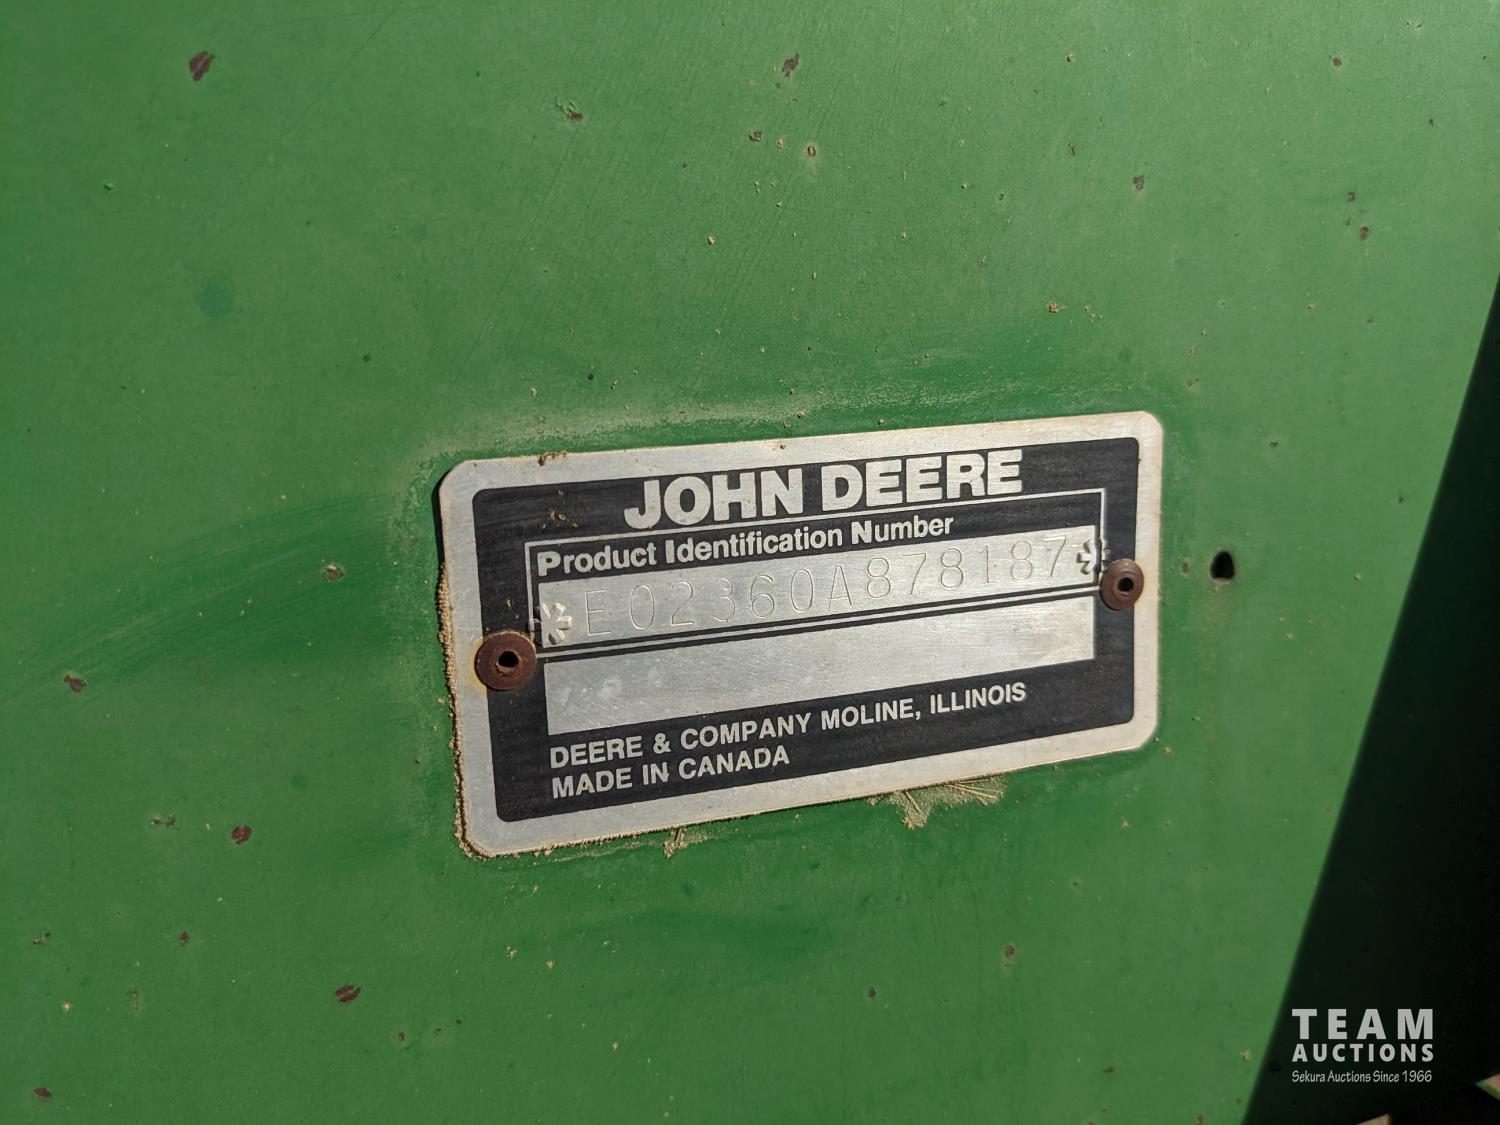 JOHN DEERE
Product Identification Number
*E02360A878187*
DEERE & COMPANY MOLINE, ILLINOIS
MADE IN CANADA
TEAM
AUCTIONS
Sekura Auctions Since 1966